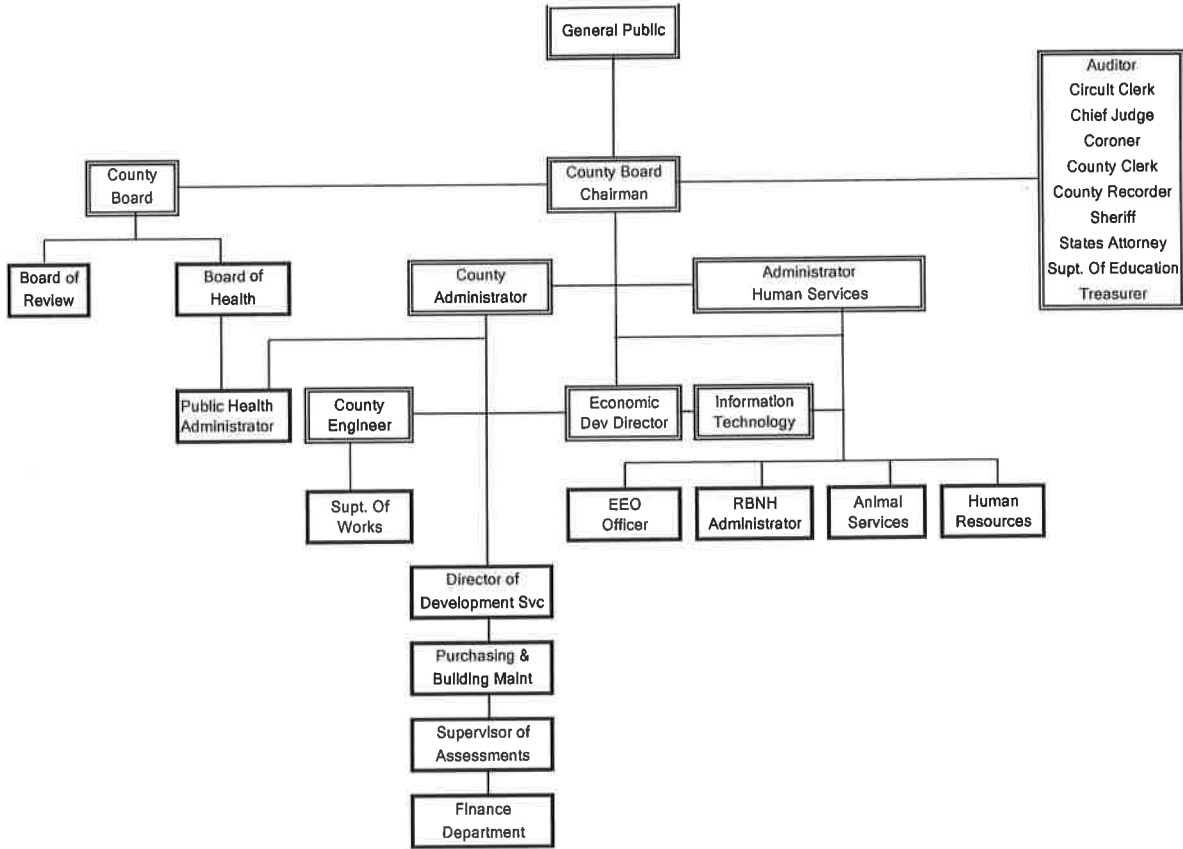 General Public
Auditor
Circuit Clerk
Chief Judge
Coroner
County Clerk
County Recorder
Sheriff
States Attorney
Supt. Of Education
Treasurer
County
Board
County Board
Chairman
Board of
Review
Board of
Health
County
Administrator
Administrator
Human Services
Public Health
Administrator
County
Engineer
Economic
Dev Director
Information
Technology
Supt. Of
Works
EEO
Officer
RBNH
Administrator
Animal
Services
Human
Resources
Director of
Development Svc
Purchasing &
Building Maint
Supervisor of
Assessments
Finance
Department